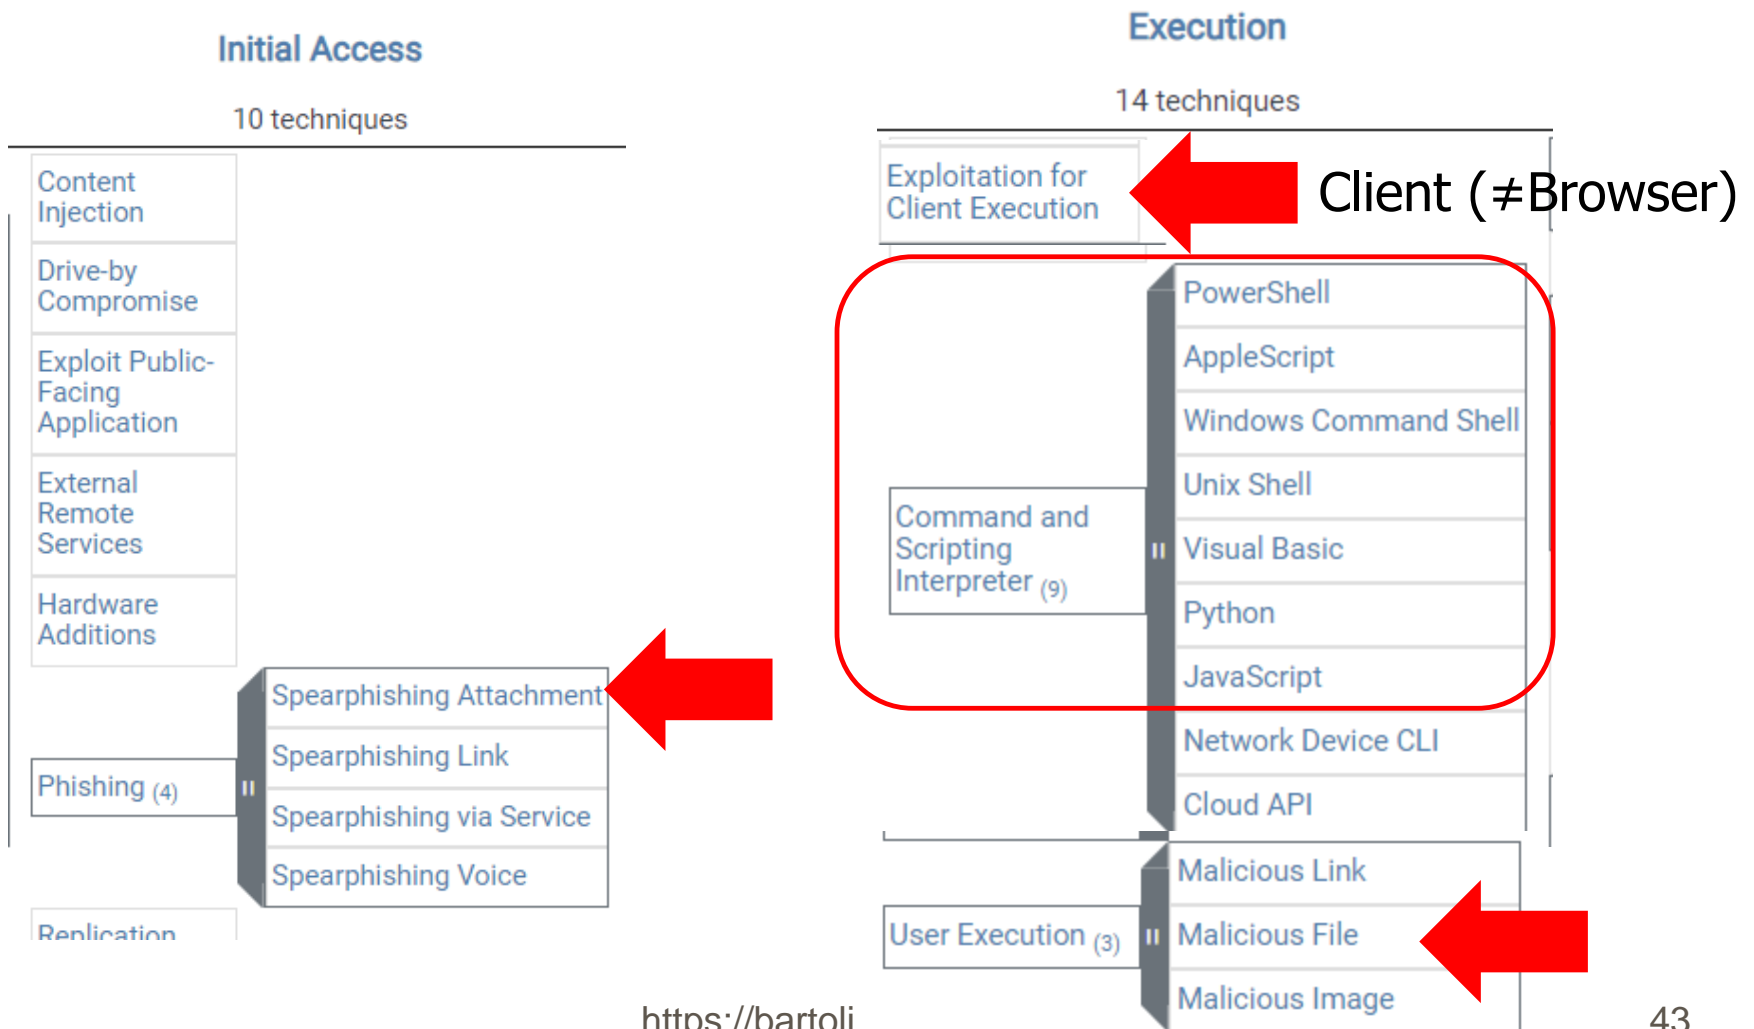 Initial Access
10 techniques
Content
Injection
Drive-by
Compromise
Exploit Public-
Facing
Application
External
Remote
Services
Hardware
Additions
Phishing (4)
Spearphishing Attachment
Spearphishing Link
Spearphishing via Service
Spearphishing Voice
Replication
Execution
14 techniques
Exploitation for
Client Execution
Client (≠Browser)
Command and
Scripting
Interpreter (9)
PowerShell
AppleScript
Windows Command Shell
Unix Shell
Visual Basic
Python
JavaScript
Network Device CLI
Cloud API
User Execution (3)
Malicious Link
Malicious File
Malicious Image
https://bartoli
43